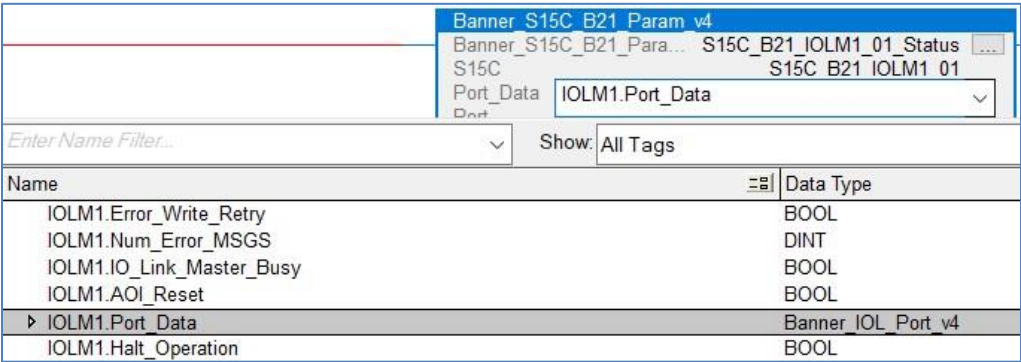 Banner_S15C_B21_Param_v4
Banner_S15C_B21_Para... S15C_B21_IOLM1_01_Status ...
S15C S15C_B21_IOLM1_01
Port_Data IOLM1.Port_Data
Port
Enter Name Filter... Show: All Tags
Name Data Type
IOLM1.Error_Write_Retry BOOL
IOLM1.Num_Error_MSGS DINT
IOLM1.IO_Link_Master_Busy BOOL
IOLM1.AOI_Reset BOOL
IOLM1.Port_Data Banner_IOL_Port_v4
IOLM1.Halt_Operation BOOL